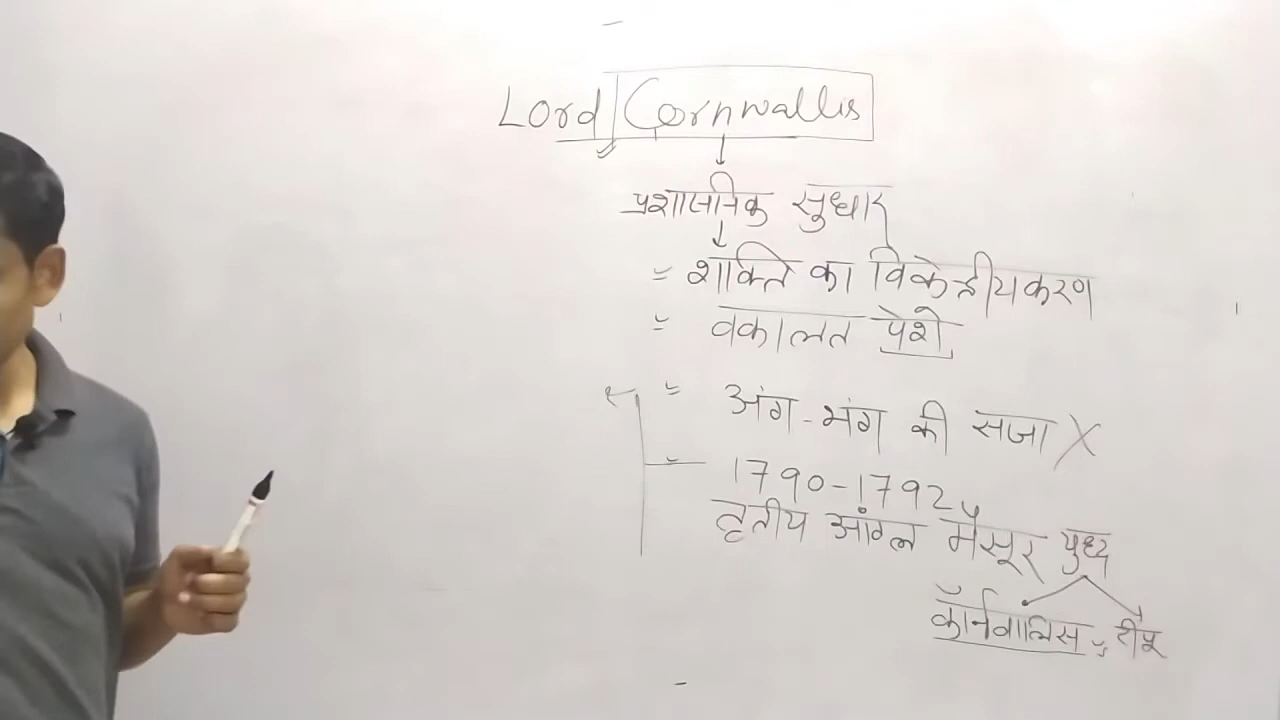 Lord Cornwallis
प्रशासनिक सुधार
= शक्ति का विकेन्द्रीयकरण
= वकालत पेशे
= अंग-भंग की सजा X
1790-1792
तृतीय आंग्ल मैसूर युध्द
कॉर्नवालिस टीपू